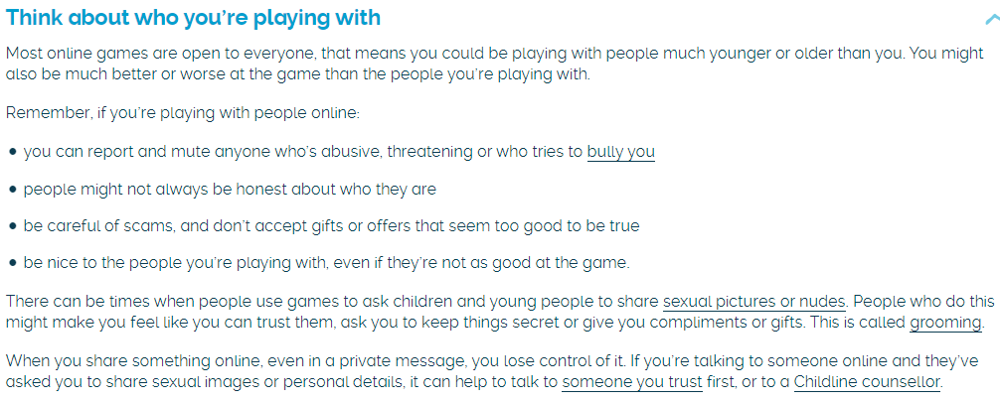 Think about who you're playing with
Most online games are open to everyone, that means you could be playing with people much younger or older than you. You might
also be much better or worse at the game than the people you're playing with.
Remember, if you're playing with people online:
• you can report and mute anyone who's abusive, threatening or who tries to bully you
• people might not always be honest about who they are
• be careful of scams, and don't accept gifts or offers that seem too good to be true
• be nice to the people you're playing with, even if they're not as good at the game.
There can be times when people use games to ask children and young people to share sexual pictures or nudes. People who do this
might make you feel like you can trust them, ask you to keep things secret or give you compliments or gifts. This is called grooming.
When you share something online, even in a private message, you lose control of it. If you're talking to someone online and they've
asked you to share sexual images or personal details, it can help to talk to someone you trust first, or to a Childline counsellor.